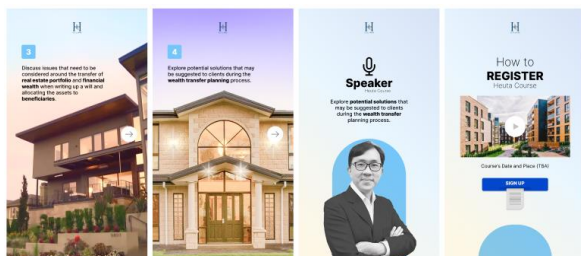 3
Discuss issues that need to be
considered around the transfer of
real estate portfolio and financial
wealth when writing up a will and
allocating the assets to
beneficiaries.
4
Explore potential solutions that may
be suggested to clients during the
wealth transfer planning process.
Speaker
Heuta Course
Explore potential solutions that
may be suggested to clients
during the wealth transfer
planning process.
How to
REGISTER
Heuta Course
Course's Date and Place (TBA)
SIGN UP